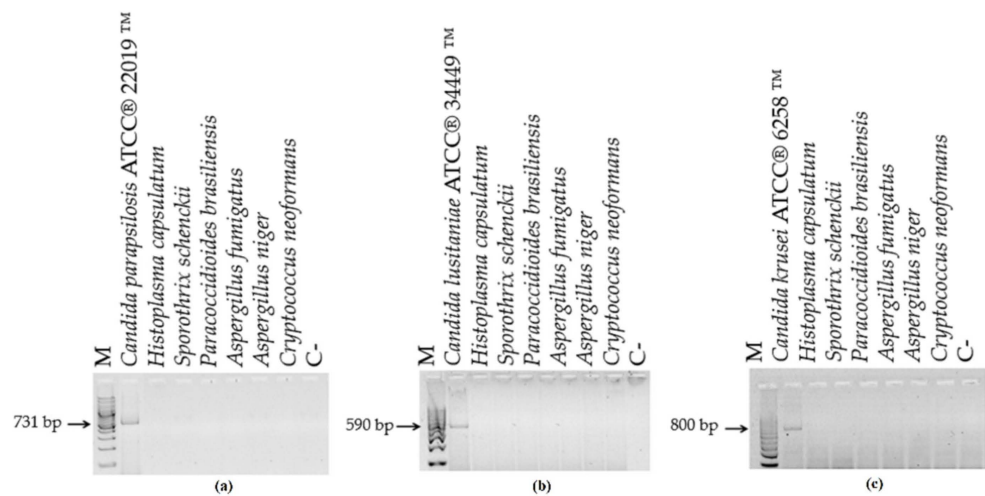 M
Candida parapsilosis ATCC® 22019 ™
Histoplasma capsulatum
Sporothrix schenckii
Paracoccidioides brasiliensis
Aspergillus fumigatus
Aspergillus niger
Cryptococcus neoformans
C-
731 bp
(a)
M
Candida lusitaniae ATCC® 34449 ™
Histoplasma capsulatum
Sporothrix schenckii
Paracoccidioides brasiliensis
Aspergillus fumigatus
Aspergillus niger
Cryptococcus neoformans
C-
590 bp
(b)
M
Candida krusei ATCC® 6258 ™
Histoplasma capsulatum
Sporothrix schenckii
Paracoccidioides brasiliensis
Aspergillus fumigatus
Aspergillus niger
Cryptococcus neoformans
C-
800 bp
(c)